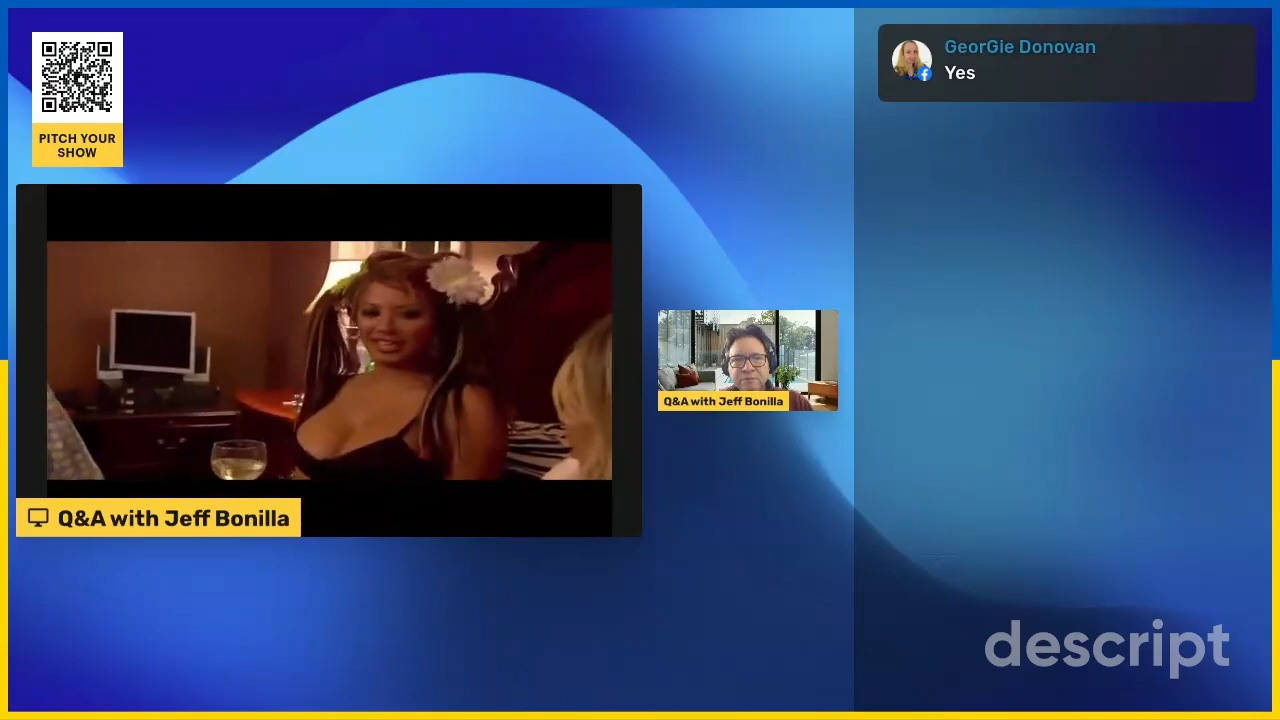 PITCH YOUR
SHOW
GeorGie Donovan
Yes
Q&A with Jeff Bonilla
Q&A with Jeff Bonilla
descript